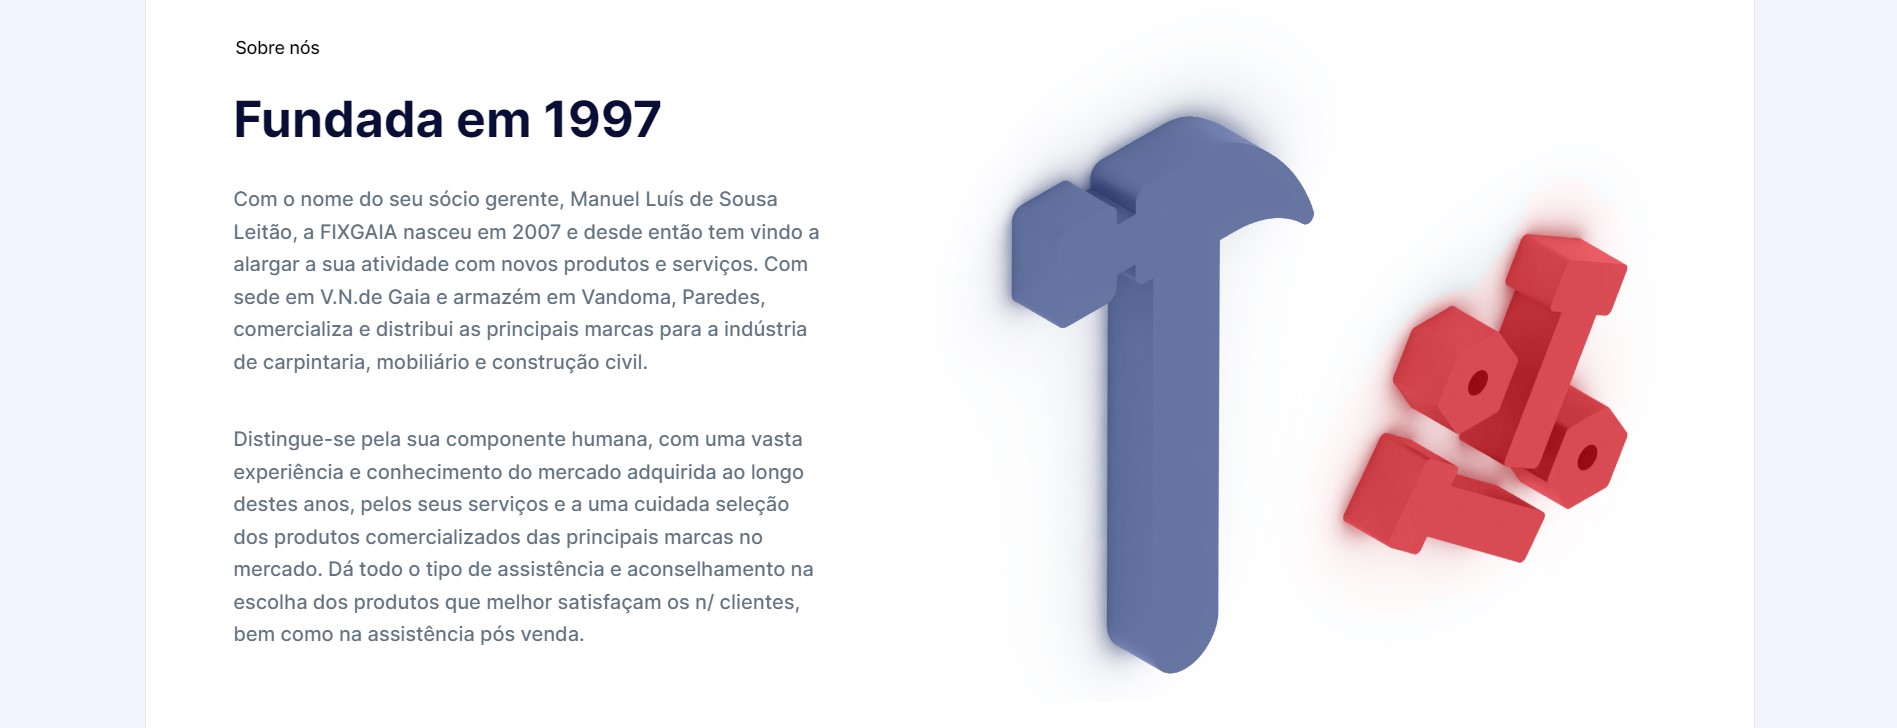 Sobre nós
Fundada em 1997
Com o nome do seu sócio gerente, Manuel Luís de Sousa
Leitão, a FIXGAIA nasceu em 2007 e desde então tem vindo a
alargar a sua atividade com novos produtos e serviços. Com
sede em V.N.de Gaia e armazém em Vandoma, Paredes,
comercializa e distribui as principais marcas para a indústria
de carpintaria, mobiliário e construção civil.
Distingue-se pela sua componente humana, com uma vasta
experiência e conhecimento do mercado adquirida ao longo
destes anos, pelos seus serviços e a uma cuidada seleção
dos produtos comercializados das principais marcas no
mercado. Dá todo o tipo de assistência e aconselhamento na
escolha dos produtos que melhor satisfaçam os n/ clientes,
bem como na assistência pós venda.